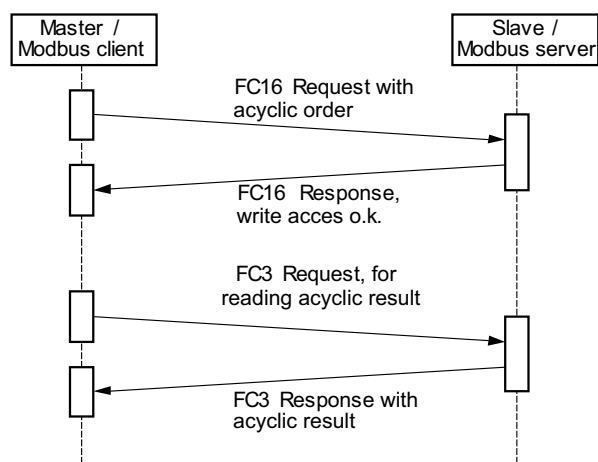 Master /
Modbus client
Slave /
Modbus server
FC16 Request with
acyclic order
FC16 Response,
write acces o.k.
FC3 Request, for
reading acyclic result
FC3 Response with
acyclic result